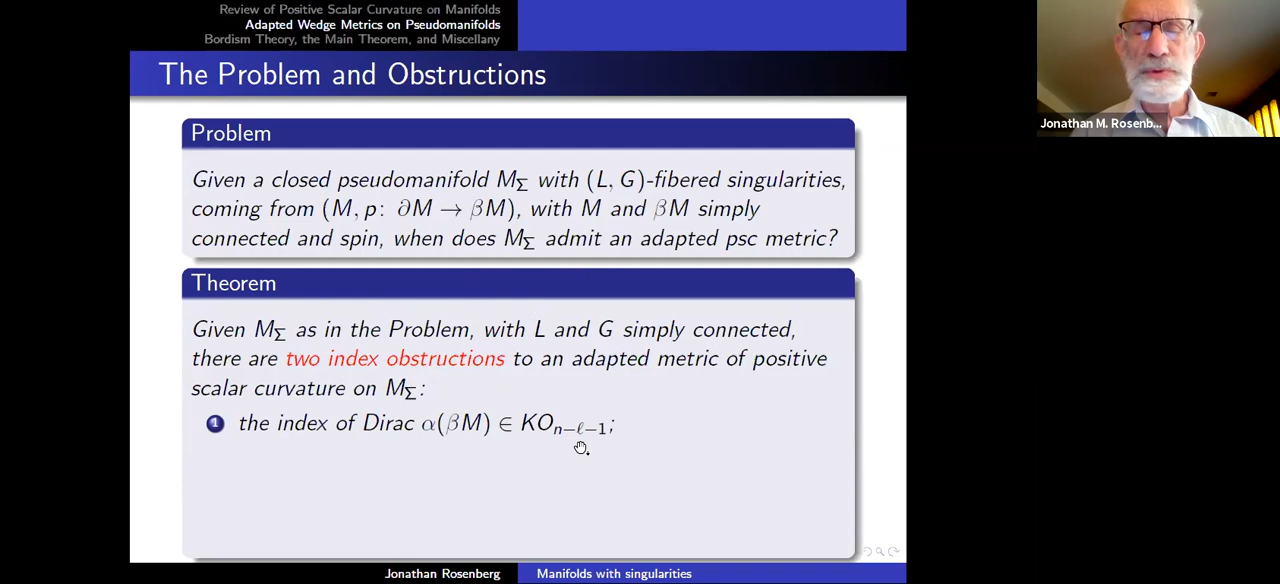 Review of Positive Scalar Curvature on Manifolds
Adapted Wedge Metrics on Pseudomanifolds
Bordism Theory, the Main Theorem, and Miscellany
The Problem and Obstructions
Problem
Given a closed pseudomanifold M_Σ with (L, G)-fibered singularities,
coming from (M, p: ∂M → βM), with M and βM simply
connected and spin, when does M_Σ admit an adapted psc metric?
Theorem
Given M_Σ as in the Problem, with L and G simply connected,
there are two index obstructions to an adapted metric of positive
scalar curvature on M_Σ:
1 the index of Dirac α(βM) ∈ KO_{n−ℓ−1};
Jonathan Rosenberg Manifolds with singularities
Jonathan M. Rosenb...